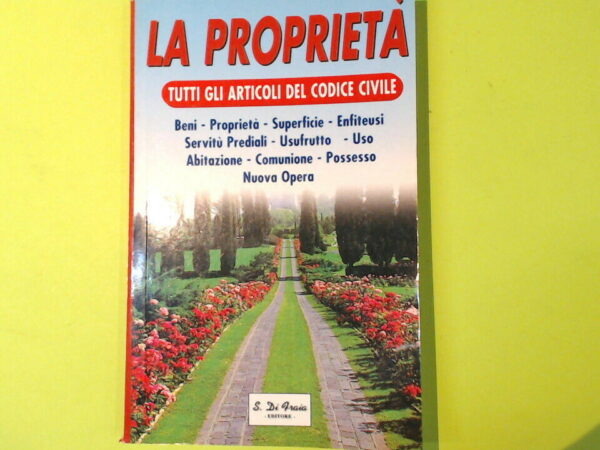 LA PROPRIETÀ
TUTTI GLI ARTICOLI DEL CODICE CIVILE
Beni - Proprietà - Superficie - Enfiteusi
Servitù Prediali - Usufrutto - Uso
Abitazione - Comunione - Possesso
Nuova Opera
S. Di Fraia
- EDITORE -